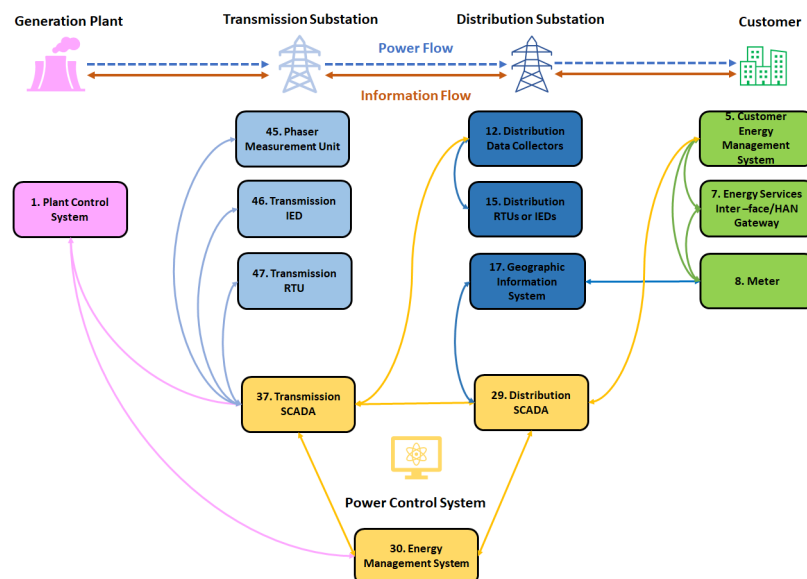 Generation Plant
Transmission Substation
Distribution Substation
Customer
Power Flow
Information Flow
45. Phaser
Measurement Unit
12. Distribution
Data Collectors
5. Customer
Energy
Management
System
1. Plant Control
System
46. Transmission
IED
15. Distribution
RTUs or IEDs
7. Energy Services
Inter –face/HAN
Gateway
47. Transmission
RTU
17. Geographic
Information
System
8. Meter
37. Transmission
SCADA
29. Distribution
SCADA
Power Control System
30. Energy
Management System